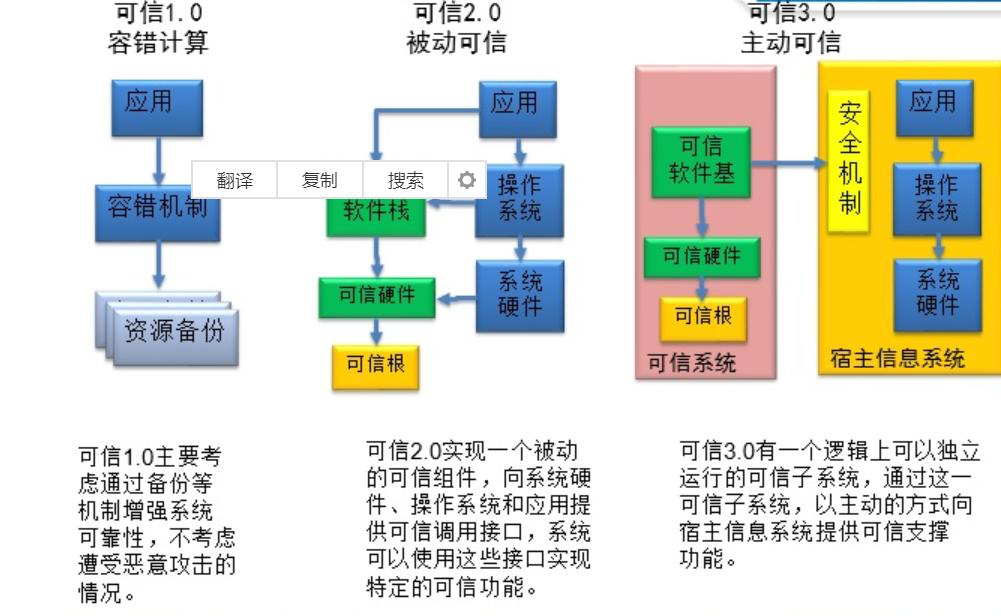 可信1.0
容错计算
应用
容错机制
资源备份
可信1.0主要考
虑通过备份等
机制增强系统
可靠性，不考虑
遭受恶意攻击的
情况。
可信2.0
被动可信
应用
翻译
复制
搜索
操作
系统
软件栈
系统
硬件
可信硬件
可信根
可信2.0实现一个被动
的可信组件，向系统硬
件、操作系统和应用提
供可信调用接口，系统
可以使用这些接口实现
特定的可信功能。
可信3.0
主动可信
可信
软件基
可信硬件
可信根
可信系统
安
全
机
制
应用
操作
系统
系统
硬件
宿主信息系统
可信3.0有一个逻辑上可以独立
运行的可信子系统，通过这一
可信子系统，以主动的方式向
宿主信息系统提供可信支撑
功能。